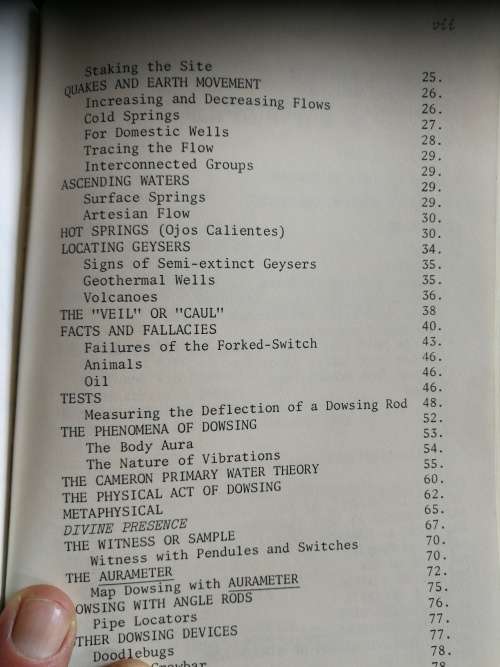 vii
Staking the Site 25.
QUAKES AND EARTH MOVEMENT 26.
Increasing and Decreasing Flows 26.
Cold Springs 27.
For Domestic Wells 28.
Tracing the Flow 29.
Interconnected Groups 29.
ASCENDING WATERS 29.
Surface Springs 29.
Artesian Flow 30.
HOT SPRINGS (Ojos Calientes) 30.
LOCATING GEYSERS 34.
Signs of Semi-extinct Geysers 35.
Geothermal Wells 35.
Volcanoes 36.
THE "VEIL" OR "CAUL" 38
FACTS AND FALLACIES 40.
Failures of the Forked-Switch 43.
Animals 46.
Oil 46.
TESTS 46.
Measuring the Deflection of a Dowsing Rod 48.
THE PHENOMENA OF DOWSING 52.
The Body Aura 53.
The Nature of Vibrations 54.
THE CAMERON PRIMARY WATER THEORY 55.
THE PHYSICAL ACT OF DOWSING 60.
METAPHYSICAL 62.
DIVINE PRESENCE 65.
THE WITNESS OR SAMPLE 67.
Witness with Pendules and Switches 70.
THE AURAMETER 70.
Map Dowsing with AURAMETER 72.
DOWSING WITH ANGLE RODS 75.
Pipe Locators 76.
OTHER DOWSING DEVICES 77.
Doodlebugs 77.
Crowbar 78.
78